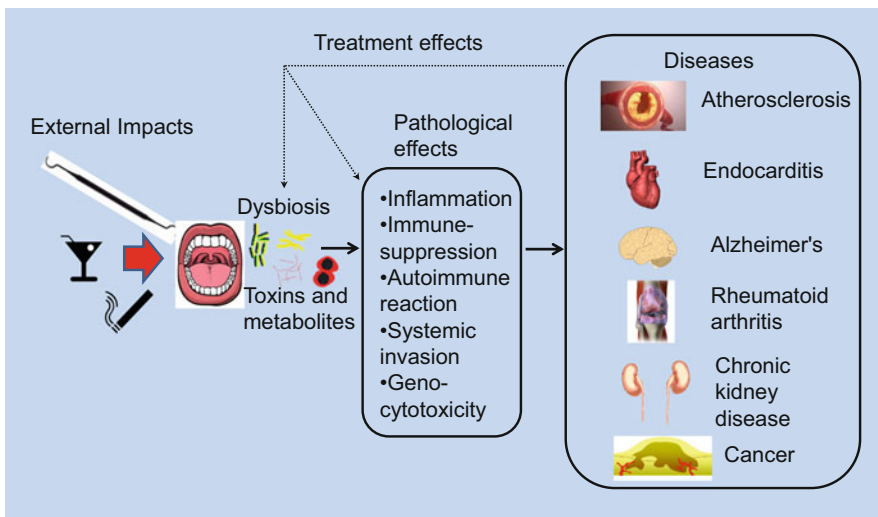 Treatment effects
External Impacts
Dysbiosis
Toxins and
metabolites
Pathological
effects
•Inflammation
•Immune-
suppression
•Autoimmune
reaction
•Systemic
invasion
•Geno-
cytotoxicity
Diseases
Atherosclerosis
Endocarditis
Alzheimer's
Rheumatoid
arthritis
Chronic
kidney
disease
Cancer